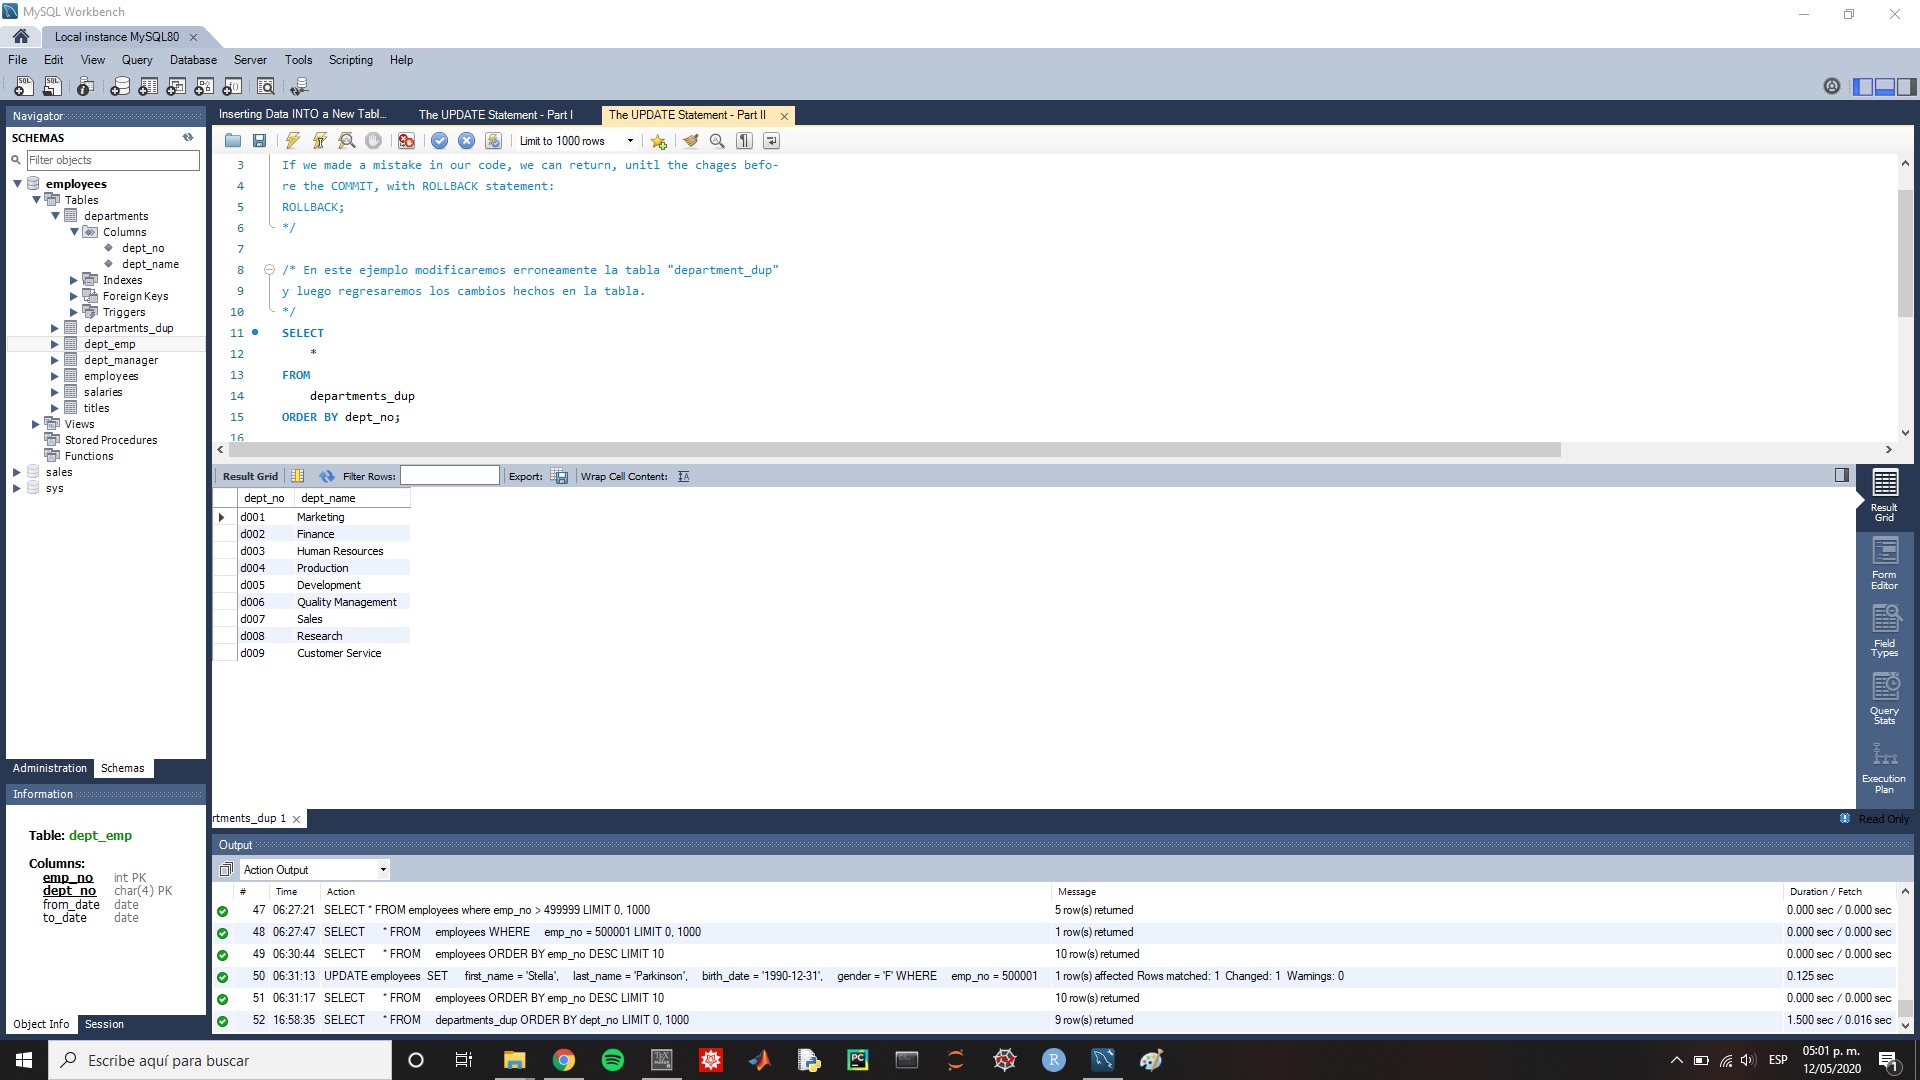 MySQL Workbench
Local instance MySQL80
File Edit View Query Database Server Tools Scripting Help
Navigator
SCHEMAS
Filter objects
employees
Tables
departments
Columns
dept_no
dept_name
Indexes
Foreign Keys
Triggers
departments_dup
dept_emp
dept_manager
employees
salaries
titles
Views
Stored Procedures
Functions
sales
sys
Administration Schemas
Information
Table: dept_emp
Columns:
emp_no int PK
dept_no char(4) PK
from_date date
to_date date
Object Info Session
Inserting Data INTO a New Tabl... The UPDATE Statement - Part I The UPDATE Statement - Part II
Limit to 1000 rows
3 If we made a mistake in our code, we can return, unitl the chages befo-
4 re the COMMIT, with ROLLBACK statement:
5 ROLLBACK;
6 */
7
8 /* En este ejemplo modificaremos erroneamente la tabla "department_dup"
9 y luego regresaremos los cambios hechos en la tabla.
10 */
11 SELECT
12 *
13 FROM
14 departments_dup
15 ORDER BY dept_no;
16
Result Grid Filter Rows: Export: Wrap Cell Content:
dept_no dept_name
d001 Marketing
d002 Finance
d003 Human Resources
d004 Production
d005 Development
d006 Quality Management
d007 Sales
d008 Research
d009 Customer Service
Result
Grid
Form
Editor
Field
Types
Query
Stats
Execution
Plan
rtments_dup 1
Read Only
Output
Action Output
# Time Action Message Duration / Fetch
47 06:27:21 SELECT * FROM employees where emp_no > 499999 LIMIT 0, 1000 5 row(s) returned 0.000 sec / 0.000 sec
48 06:27:47 SELECT * FROM employees WHERE emp_no = 500001 LIMIT 0, 1000 1 row(s) returned 0.000 sec / 0.000 sec
49 06:30:44 SELECT * FROM employees ORDER BY emp_no DESC LIMIT 10 10 row(s) returned 0.000 sec / 0.000 sec
50 06:31:13 UPDATE employees SET first_name = 'Stella', last_name = 'Parkinson', birth_date = '1990-12-31', gender = 'F' WHERE emp_no = 500001 1 row(s) affected Rows matched: 1 Changed: 1 Warnings: 0 0.125 sec
51 06:31:17 SELECT * FROM employees ORDER BY emp_no DESC LIMIT 10 10 row(s) returned 0.000 sec / 0.000 sec
52 16:58:35 SELECT * FROM departments_dup ORDER BY dept_no LIMIT 0, 1000 9 row(s) returned 1.500 sec / 0.016 sec
Escribe aquí para buscar
ESP
05:01 p. m.
12/05/2020
1